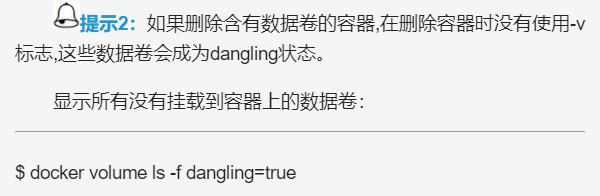 提示2：如果删除含有数据卷的容器,在删除容器时没有使用-v
标志,这些数据卷会成为dangling状态。
显示所有没有挂载到容器上的数据卷：
$ docker volume ls -f dangling=true